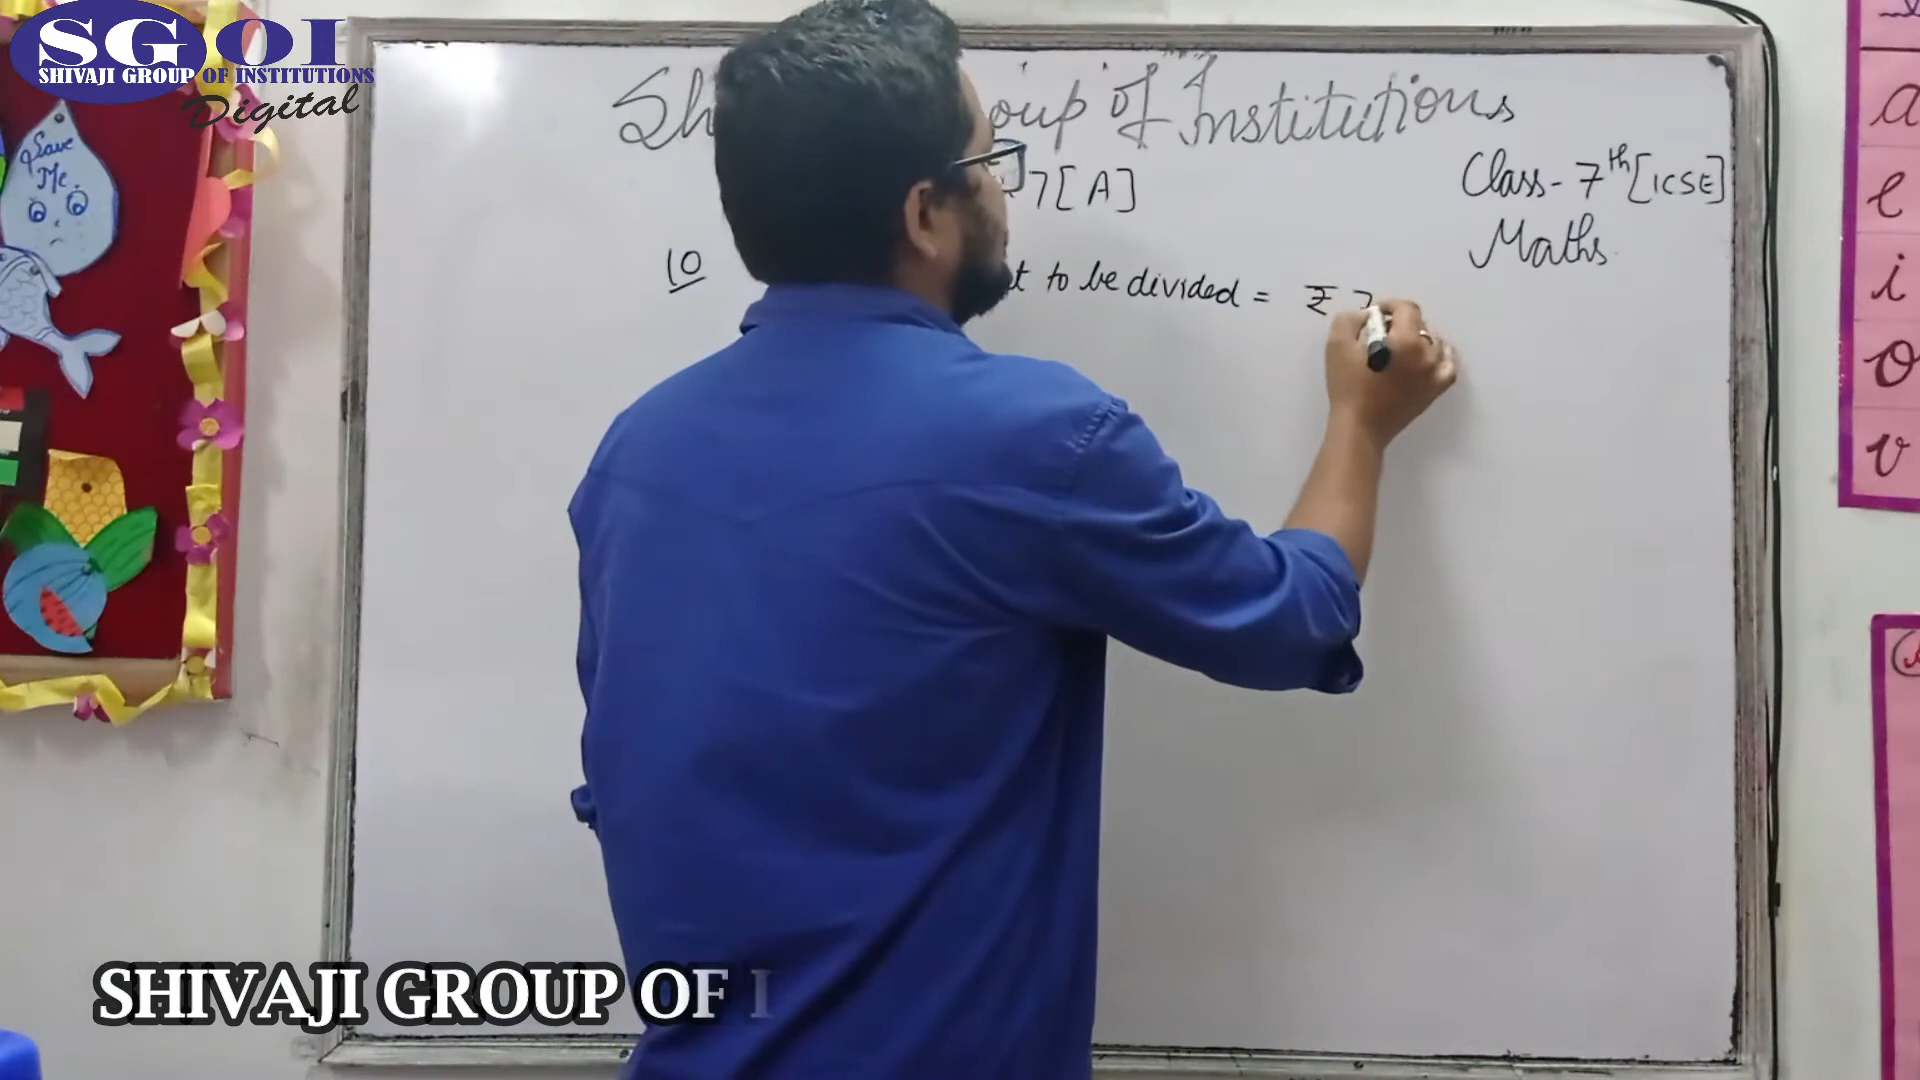 SGOI
SHIVAJI GROUP OF INSTITUTIONS
Digital
Save
Me
of Institutions
7[A]
Class - 7th [ICSE]
Maths
10
to be divided = ₹
SHIVAJI GROUP OF I
a
e
i
o
v